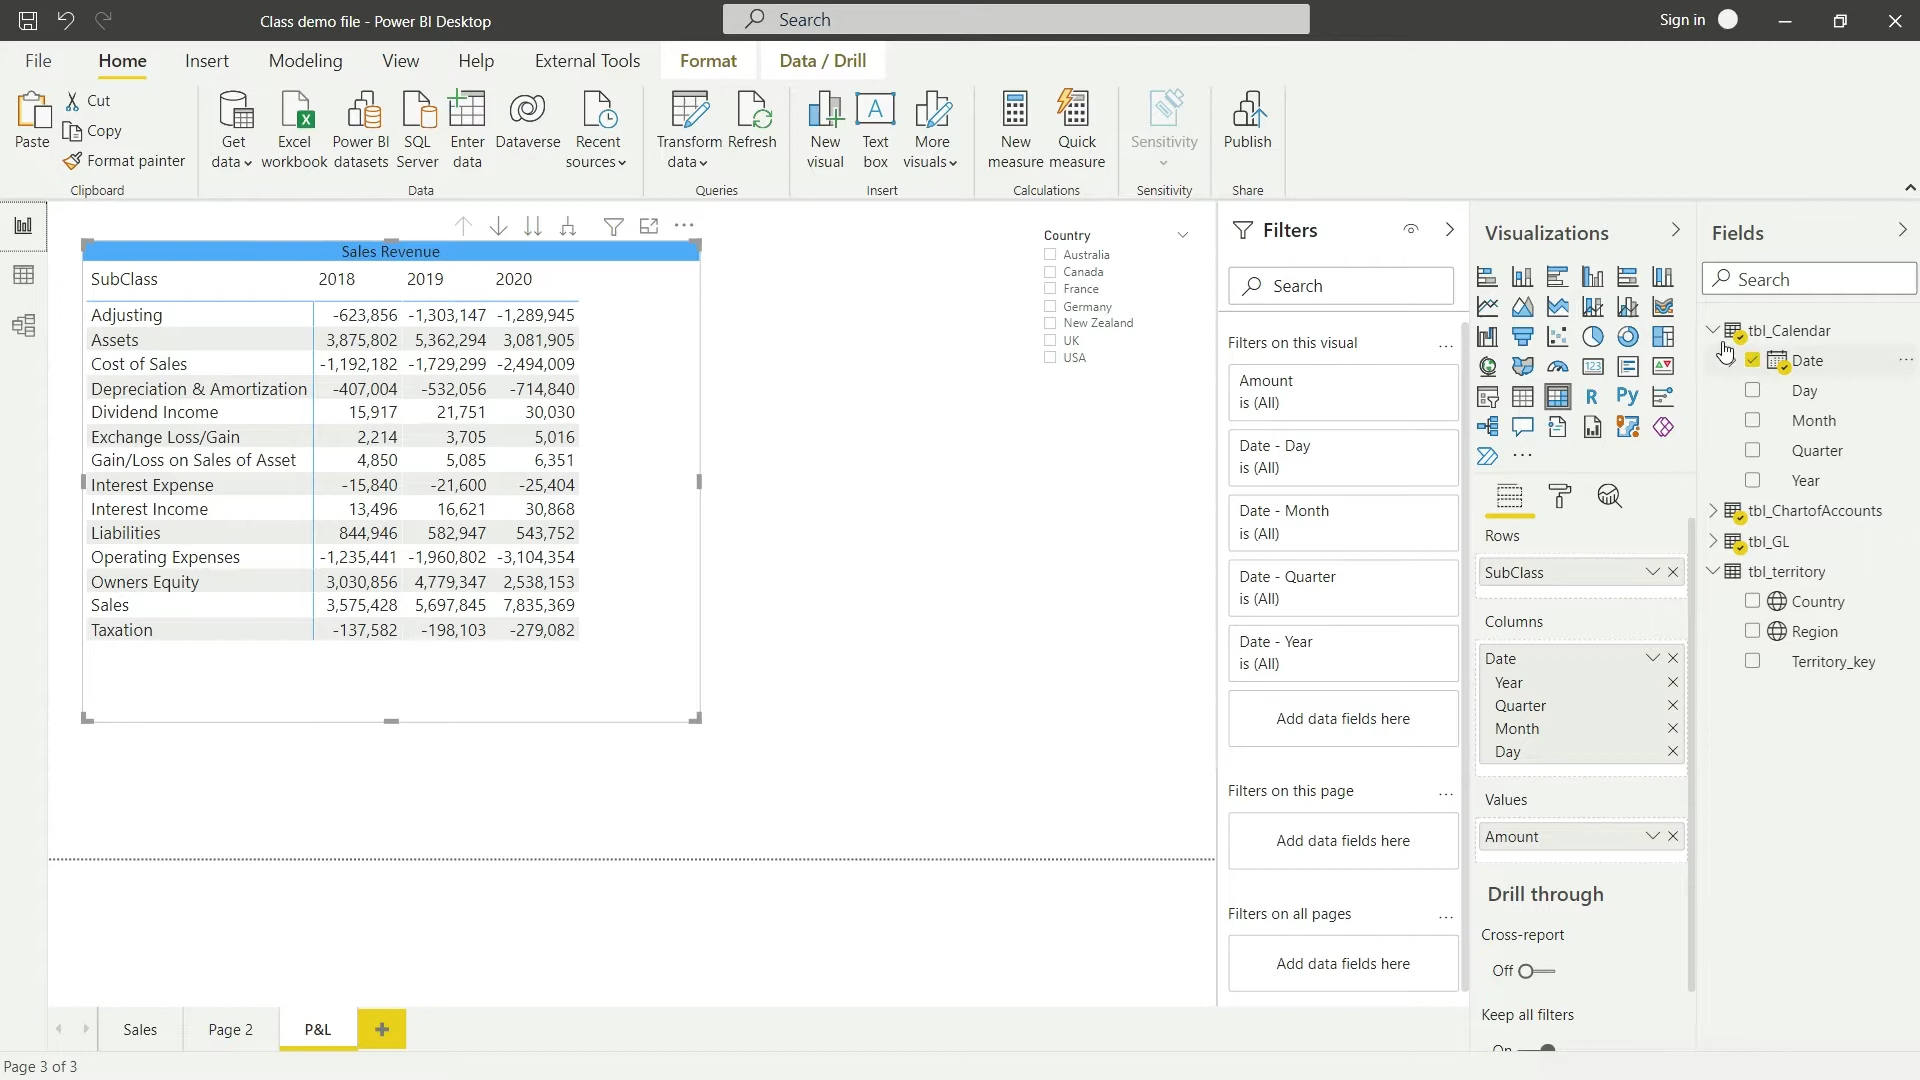 Class demo file - Power BI Desktop
Search
Sign in
File Home Insert Modeling View Help External Tools Format Data / Drill
Paste
Cut
Copy
Format painter
Clipboard
Get data
Excel workbook
Power BI datasets
SQL Server
Enter data
Dataverse
Recent sources
Data
Transform data
Refresh
Queries
New visual
Text box
More visuals
Insert
New measure
Quick measure
Calculations
Sensitivity
Sensitivity
Publish
Share
Sales Revenue
SubClass 2018 2019 2020
Adjusting -623,856 -1,303,147 -1,289,945
Assets 3,875,802 5,362,294 3,081,905
Cost of Sales -1,192,182 -1,729,299 -2,494,009
Depreciation & Amortization -407,004 -532,056 -714,840
Dividend Income 15,917 21,751 30,030
Exchange Loss/Gain 2,214 3,705 5,016
Gain/Loss on Sales of Asset 4,850 5,085 6,351
Interest Expense -15,840 -21,600 -25,404
Interest Income 13,496 16,621 30,868
Liabilities 844,946 582,947 543,752
Operating Expenses -1,235,441 -1,960,802 -3,104,354
Owners Equity 3,030,856 4,779,347 2,538,153
Sales 3,575,428 5,697,845 7,835,369
Taxation -137,582 -198,103 -279,082
Country
Australia
Canada
France
Germany
New Zealand
UK
USA
Filters
Search
Filters on this visual
Amount
is (All)
Date - Day
is (All)
Date - Month
is (All)
Date - Quarter
is (All)
Date - Year
is (All)
Add data fields here
Filters on this page
Add data fields here
Filters on all pages
Add data fields here
Visualizations
123
R Py
Rows
SubClass
Columns
Date
Year
Quarter
Month
Day
Values
Amount
Drill through
Cross-report
Off
Keep all filters
On
Fields
Search
tbl_Calendar
Date
Day
Month
Quarter
Year
tbl_ChartofAccounts
tbl_GL
tbl_territory
Country
Region
Territory_key
Sales Page 2 P&L
Page 3 of 3